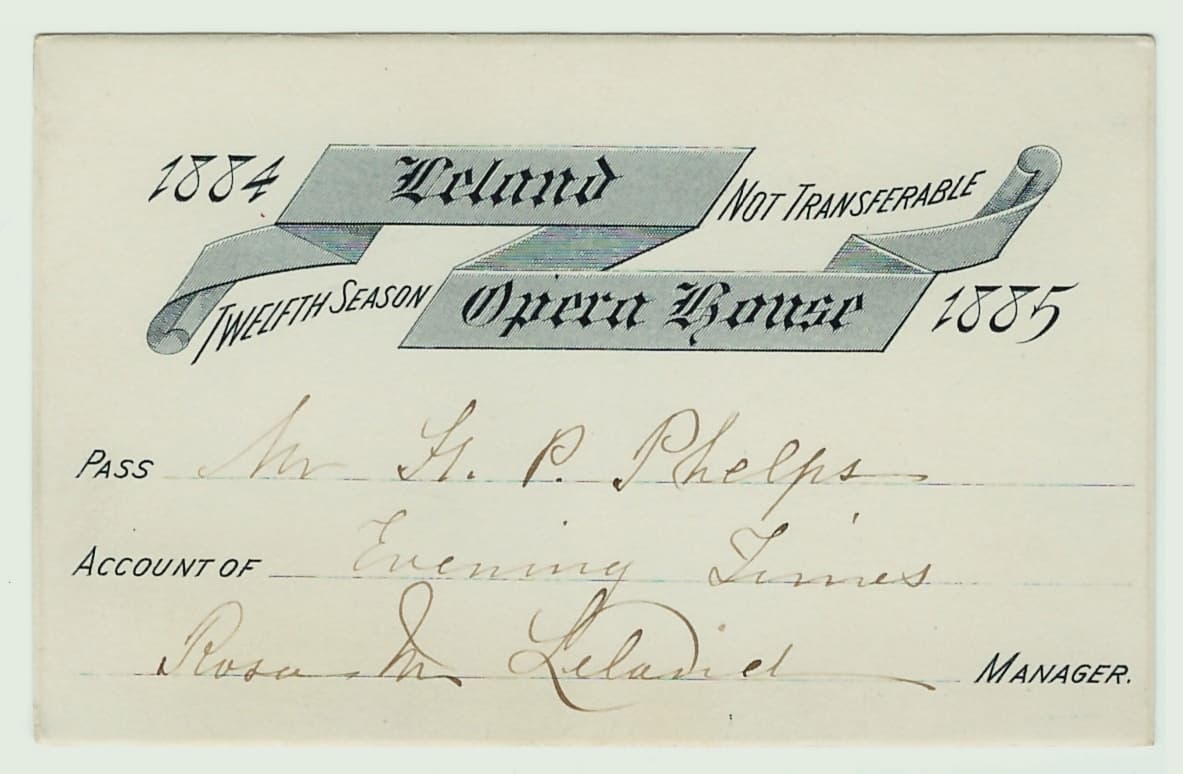 1884 Leland NOT TRANSFERABLE
TWELFTH SEASON Opera House 1885
PASS Mr H. P. Phelps
ACCOUNT OF Evening Times
Rosa M Leland MANAGER.